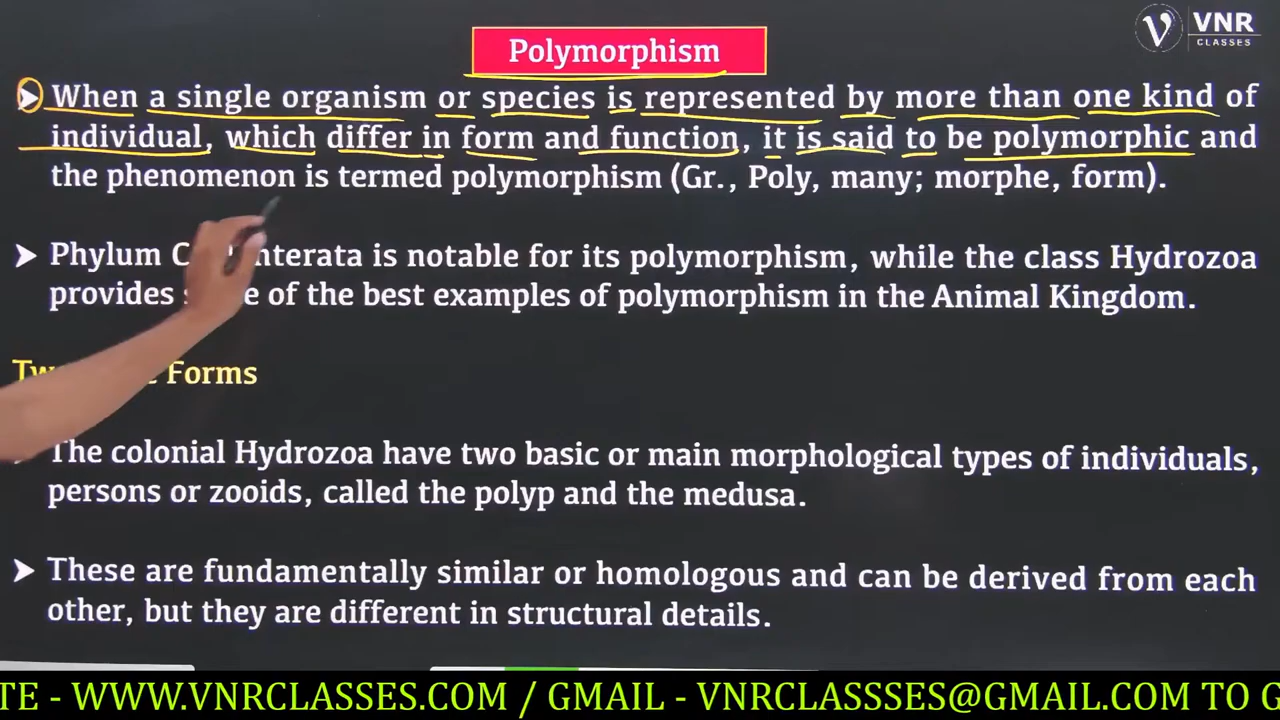 VNR
CLASSES
Polymorphism
➤ When a single organism or species is represented by more than one kind of
individual, which differ in form and function, it is said to be polymorphic and
the phenomenon is termed polymorphism (Gr., Poly, many; morphe, form).
➤ Phylum C nterata is notable for its polymorphism, while the class Hydrozoa
provides of the best examples of polymorphism in the Animal Kingdom.
Forms
The colonial Hydrozoa have two basic or main morphological types of individuals,
persons or zooids, called the polyp and the medusa.
➤ These are fundamentally similar or homologous and can be derived from each
other, but they are different in structural details.
TE - WWW.VNRCLASSES.COM / GMAIL - VNRCLASSSES@GMAIL.COM TO G